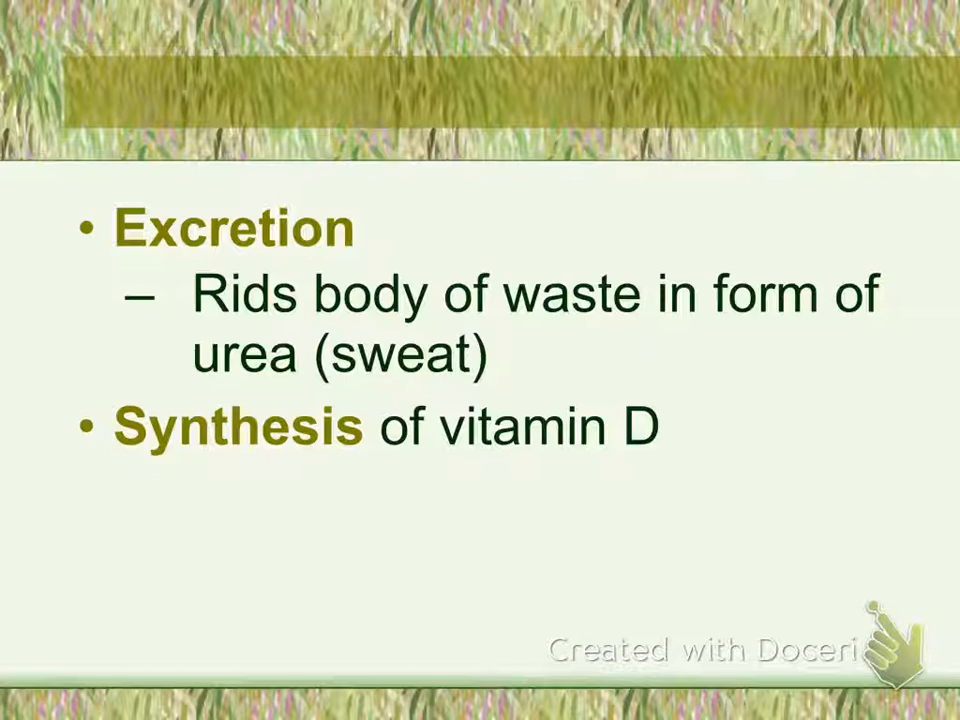 • Excretion
– Rids body of waste in form of
urea (sweat)
• Synthesis of vitamin D
Created with Doceri